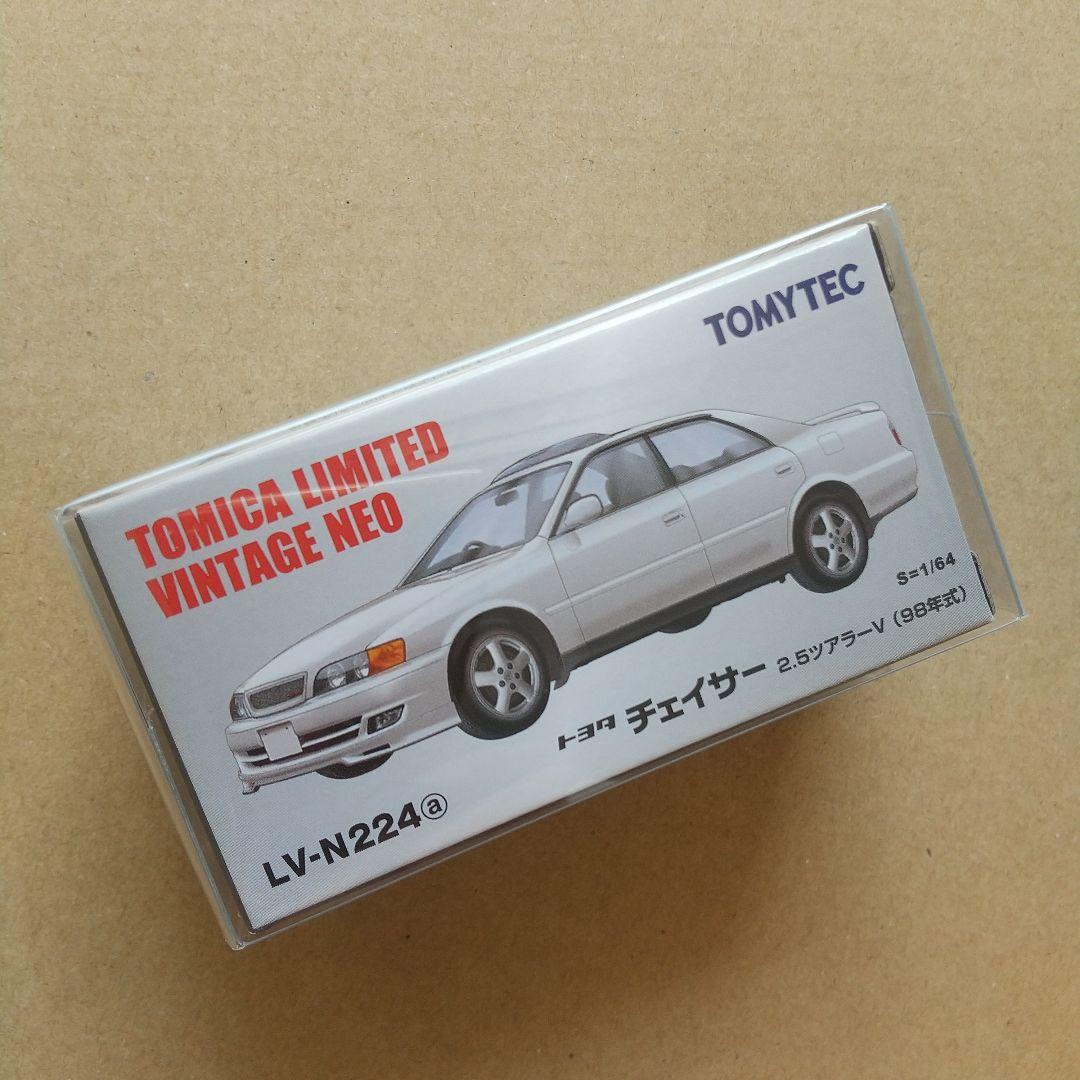 TOMYTEC
TOMICA LIMITED
VINTAGE NEO
S=1/64
トヨタ チェイサー 2.5ツアラーV (98年式)
LV-N224ⓐ